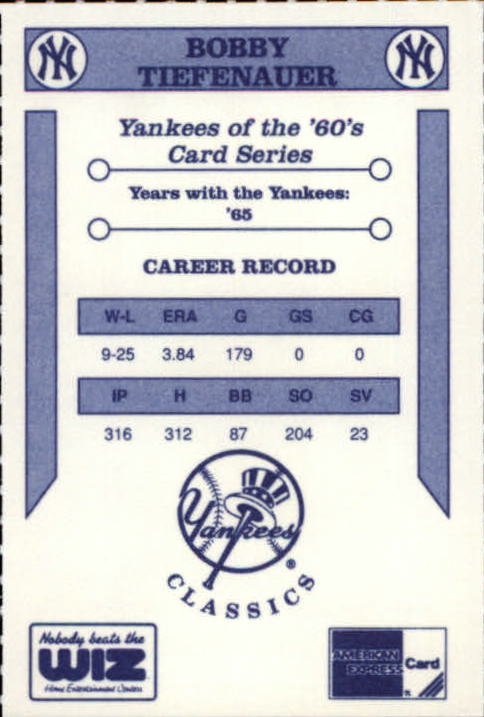 NY
NY
BOBBY
TIEFENAUER
Yankees of the '60's
Card Series
Years with the Yankees:
'65
CAREER RECORD
W-L ERA G GS CG
9-25 3.84 179 0 0
IP H BB SO SV
316 312 87 204 23
Yankees
®
CLASSICS
Nobody beats the
WIZ
Home Entertainment Centers
AMERICAN
EXPRESS
®
Card